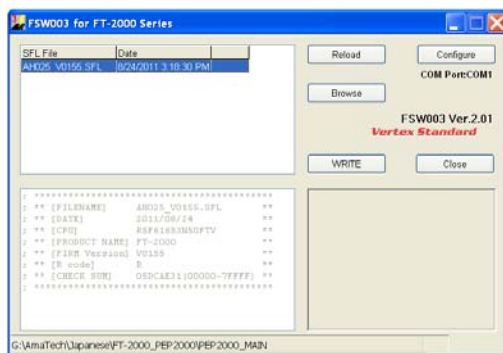 FSW003 for FT-2000 Series
SFL File Date
AH025_V0155.SFL 8/24/2011 3:18:30 PM
Reload
Configure
COM Port:COM1
Browse
FSW003 Ver.2.01
Vertex Standard
WRITE
Close
; ******************************************
; ** [FILENAME] AH025_V0155.SFL **
; ** [DATE] 2011/08/24 **
; ** [CPU] **
; ** [PRODUCT NAME] FT-2000 **
; ** [FIRM Version] V0155 **
; ** [R code] R **
; ** [CHECK SUM] (00000-7FFFF) **
; ******************************************
G:\AmaTech\Japanese\FT-2000_PEP2000\PEP2000_MAIN